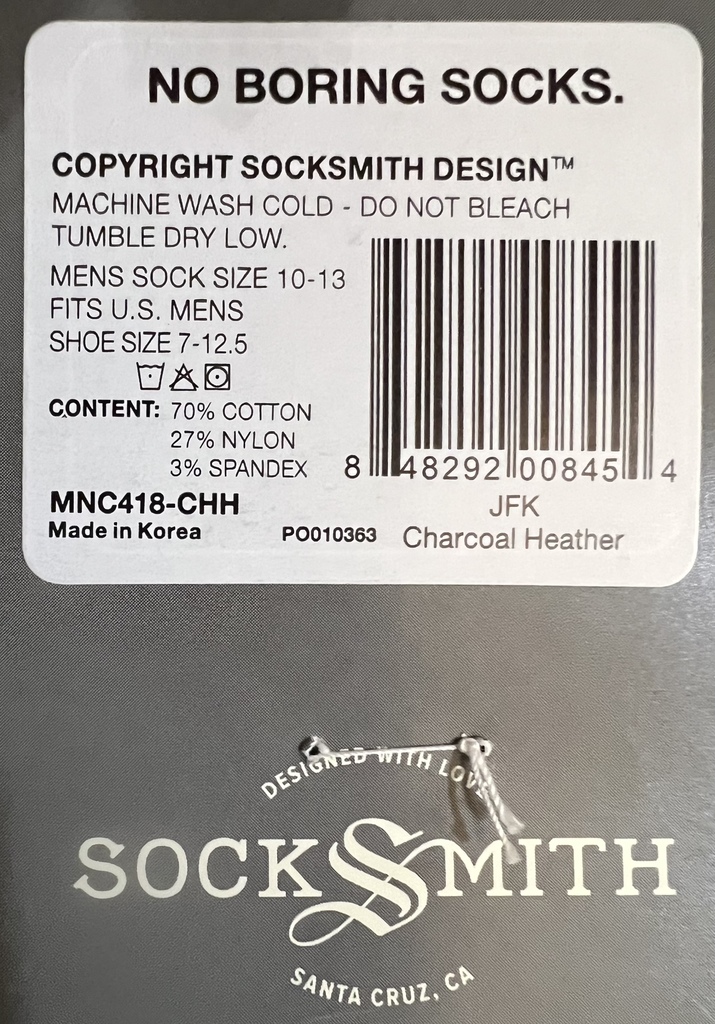 NO BORING SOCKS.
COPYRIGHT SOCKSMITH DESIGN™
MACHINE WASH COLD - DO NOT BLEACH
TUMBLE DRY LOW.
MENS SOCK SIZE 10-13
FITS U.S. MENS
SHOE SIZE 7-12.5
CONTENT: 70% COTTON
27% NYLON
3% SPANDEX
8 48292 00845 4
MNC418-CHH
JFK
Made in Korea PO010363 Charcoal Heather
DESIGNED WITH LOVE
SOCKSMITH
SANTA CRUZ, CA